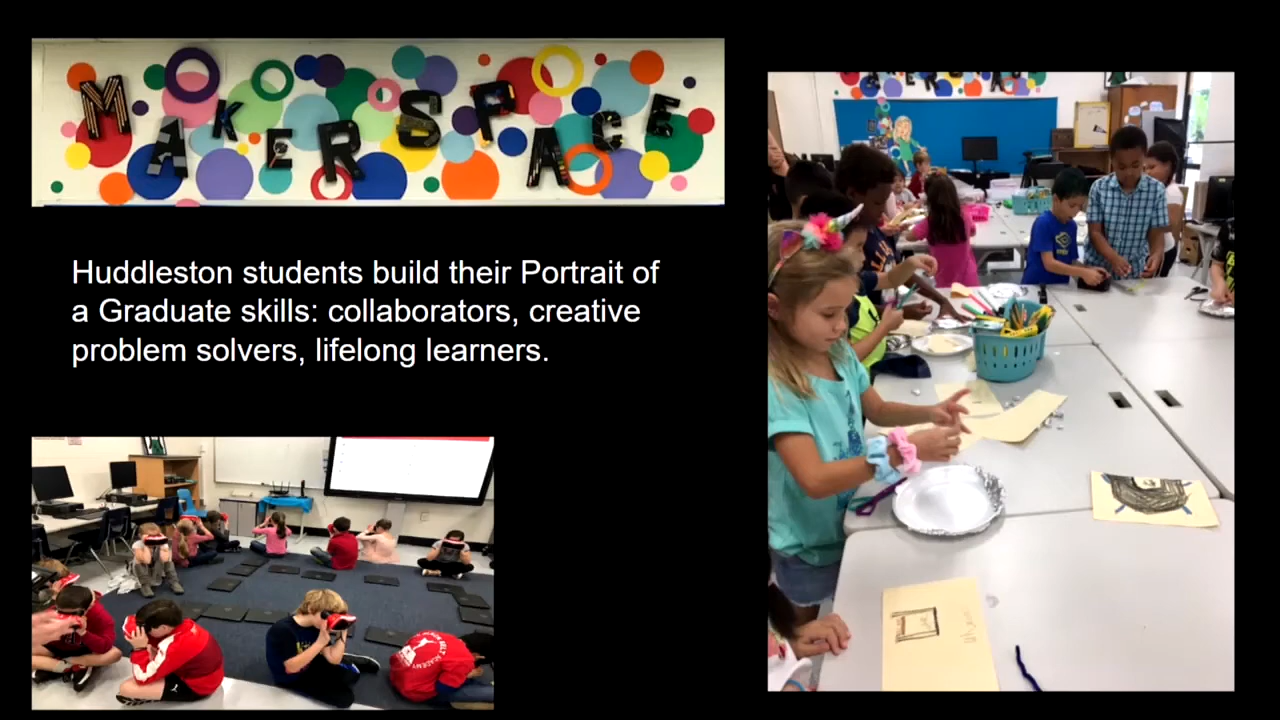 MAKERSPACE
Huddleston students build their Portrait of
a Graduate skills: collaborators, creative
problem solvers, lifelong learners.